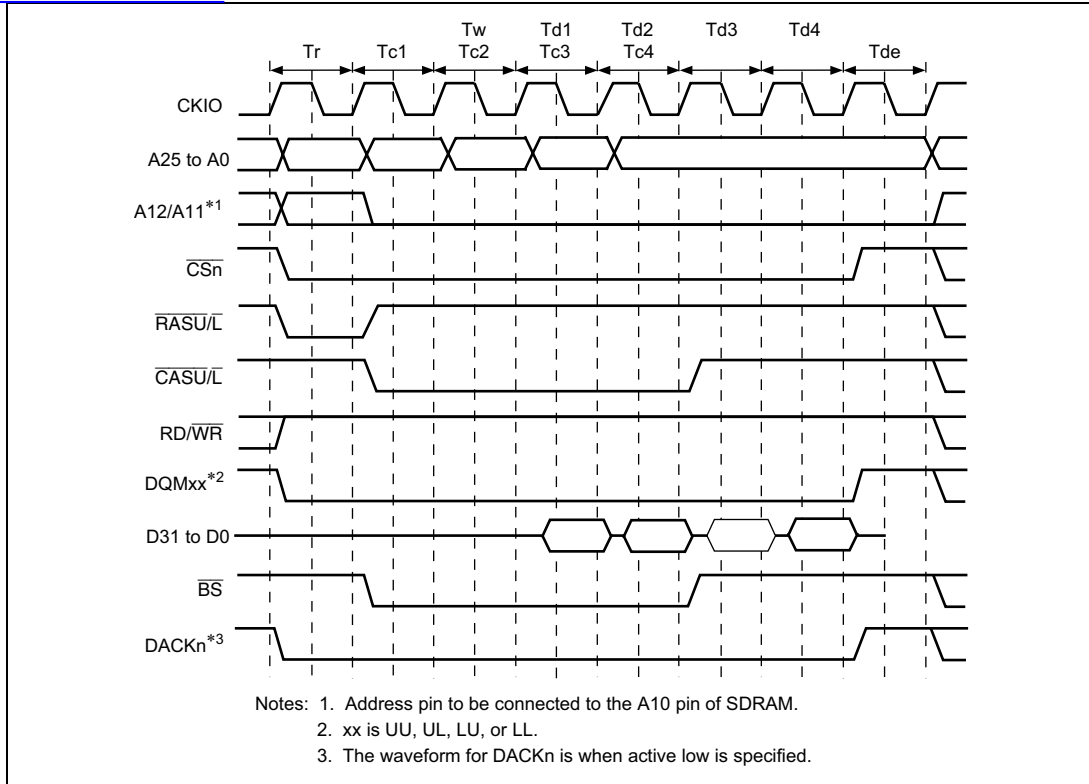 Tw Td1 Td2 Td3 Td4
Tr Tc1 Tc2 Tc3 Tc4 Tde
CKIO
A25 to A0
A12/A11*1
CSn
RASU/L
CASU/L
RD/WR
DQMxx*2
D31 to D0
BS
DACKn*3
Notes: 1. Address pin to be connected to the A10 pin of SDRAM.
2. xx is UU, UL, LU, or LL.
3. The waveform for DACKn is when active low is specified.